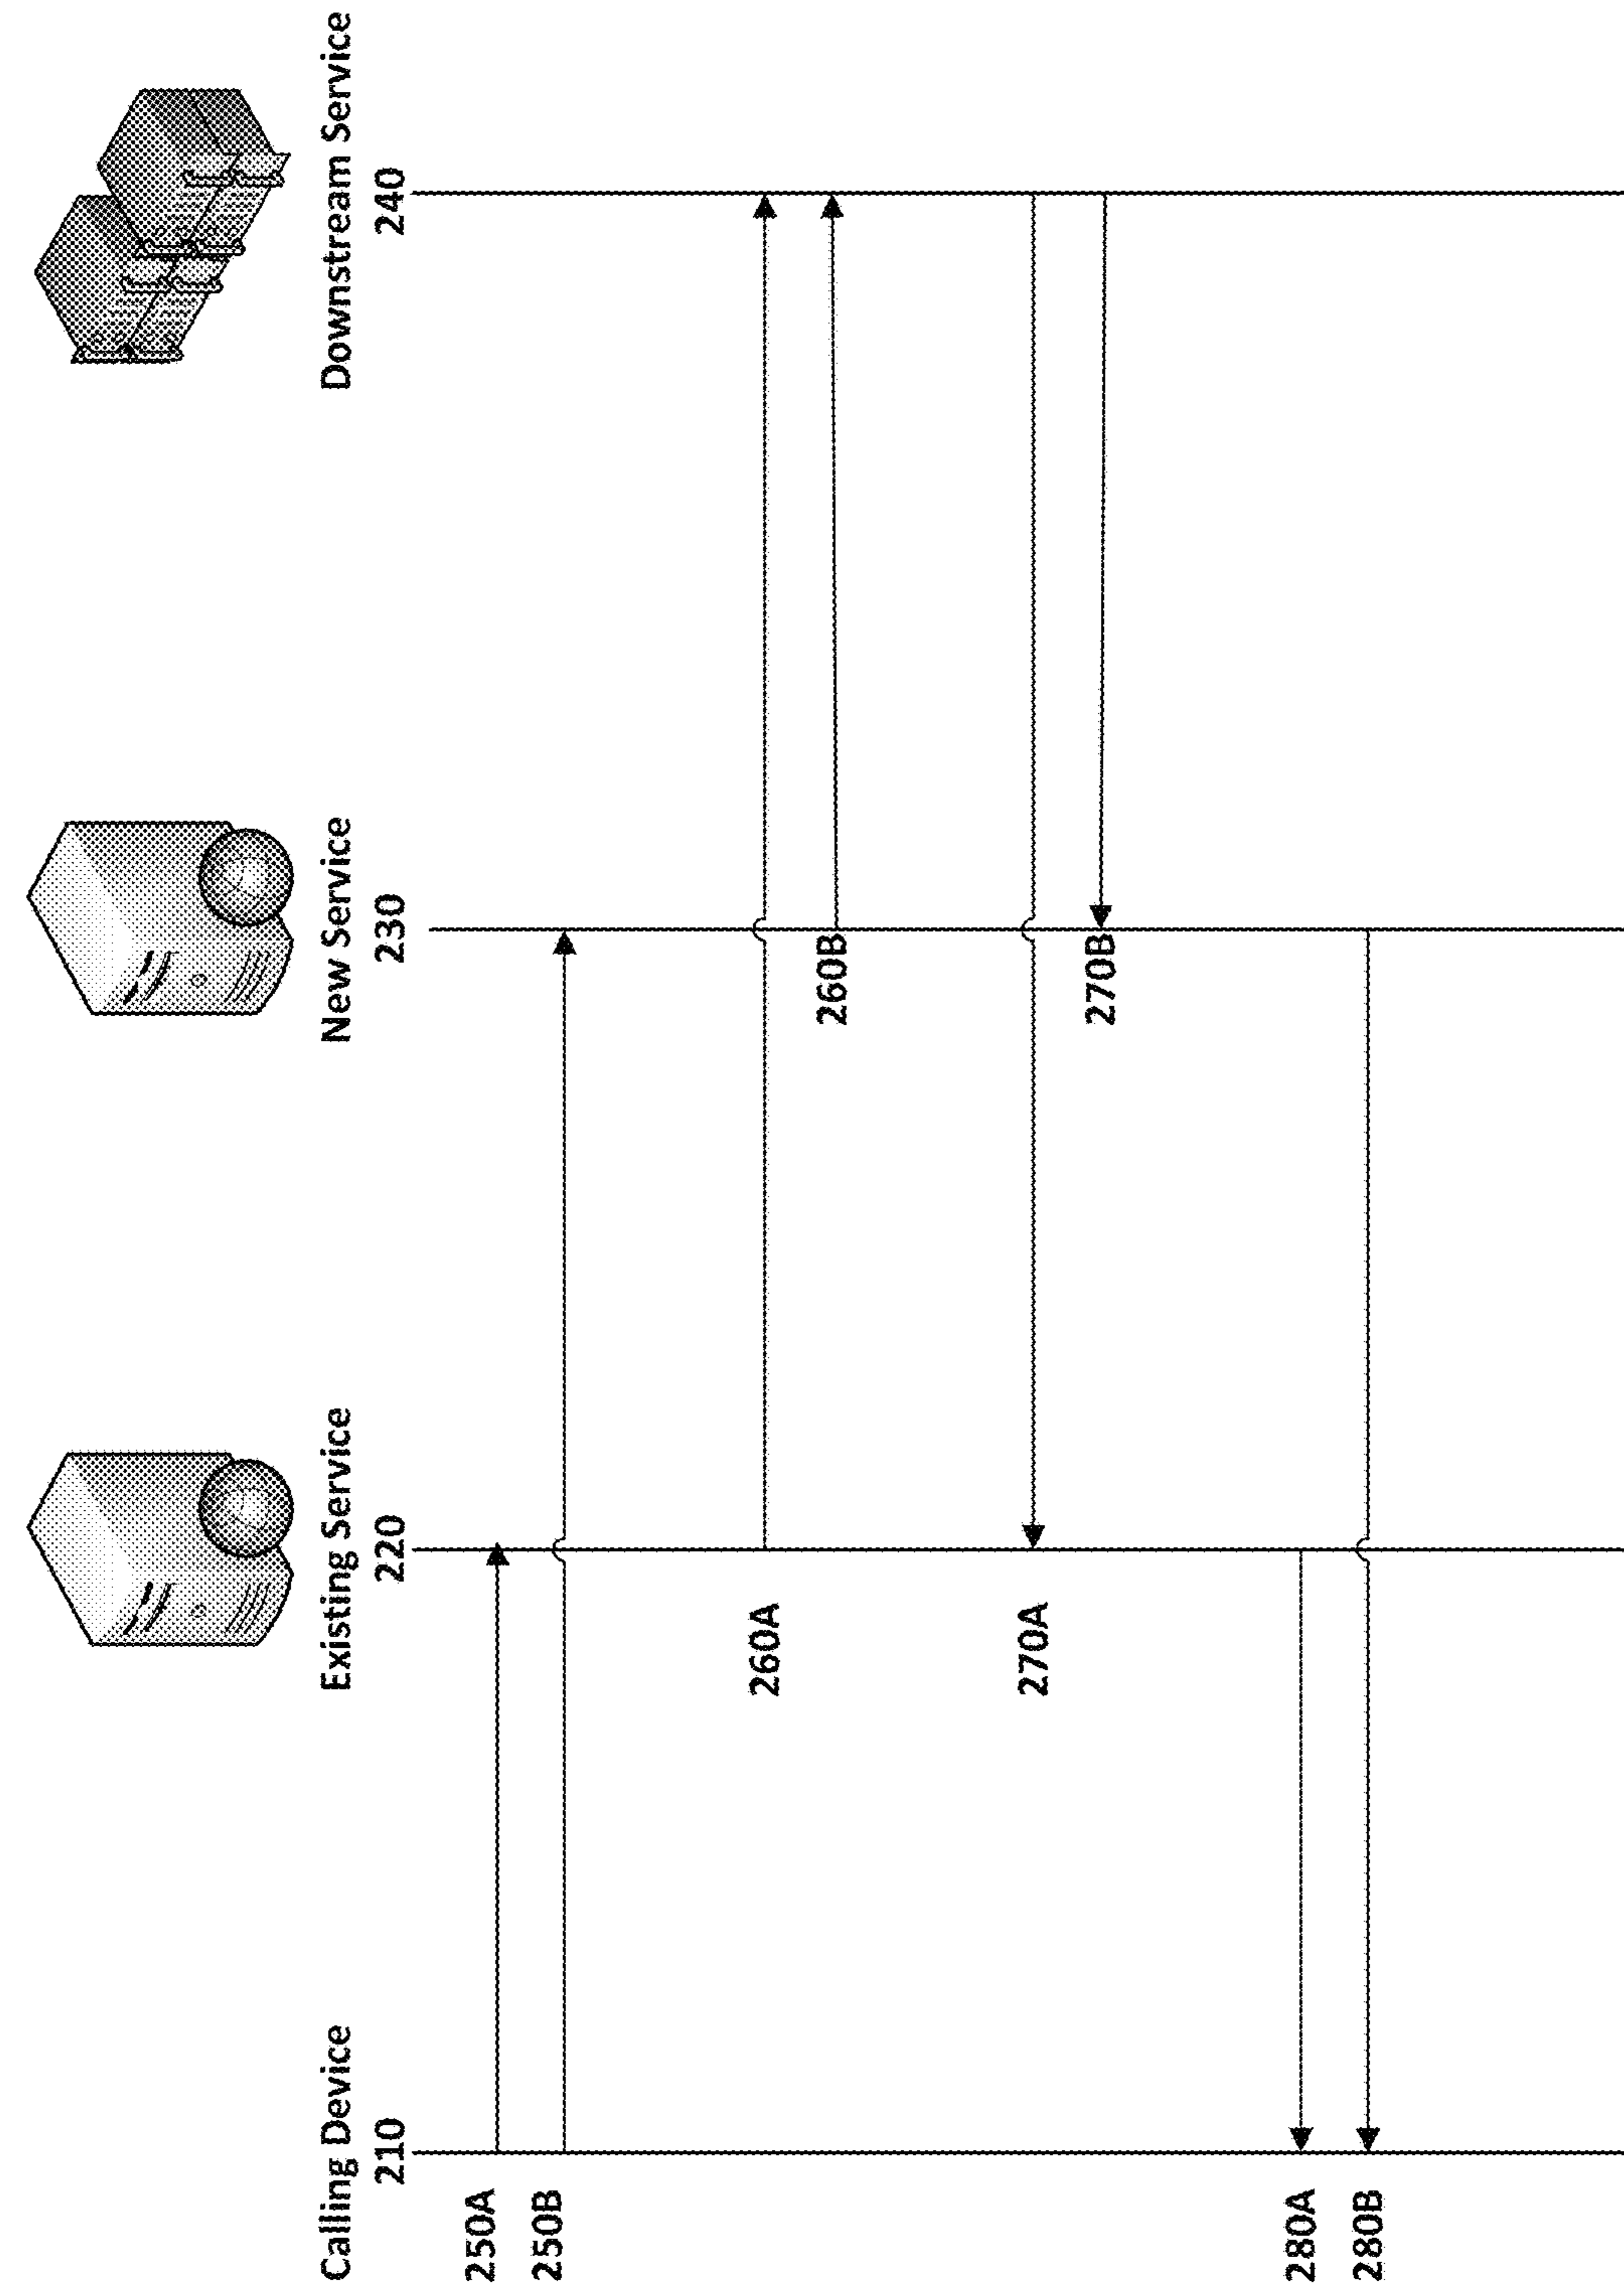 Calling Device
210
Existing Service
220
New Service
230
Downstream Service
240
250A
250B
260A
260B
270A
270B
280A
280B